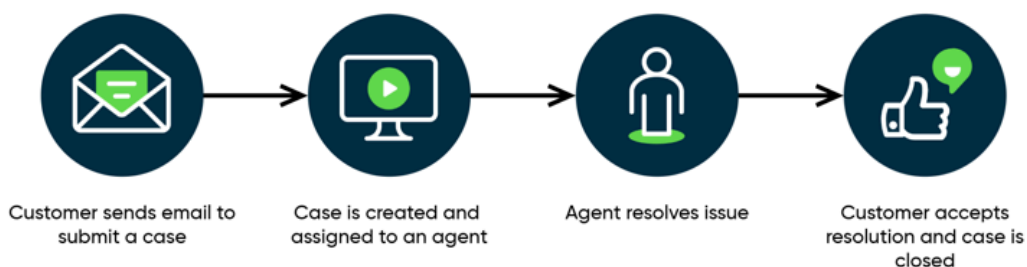 Customer sends email to
submit a case
Case is created and
assigned to an agent
Agent resolves issue
Customer accepts
resolution and case is
closed